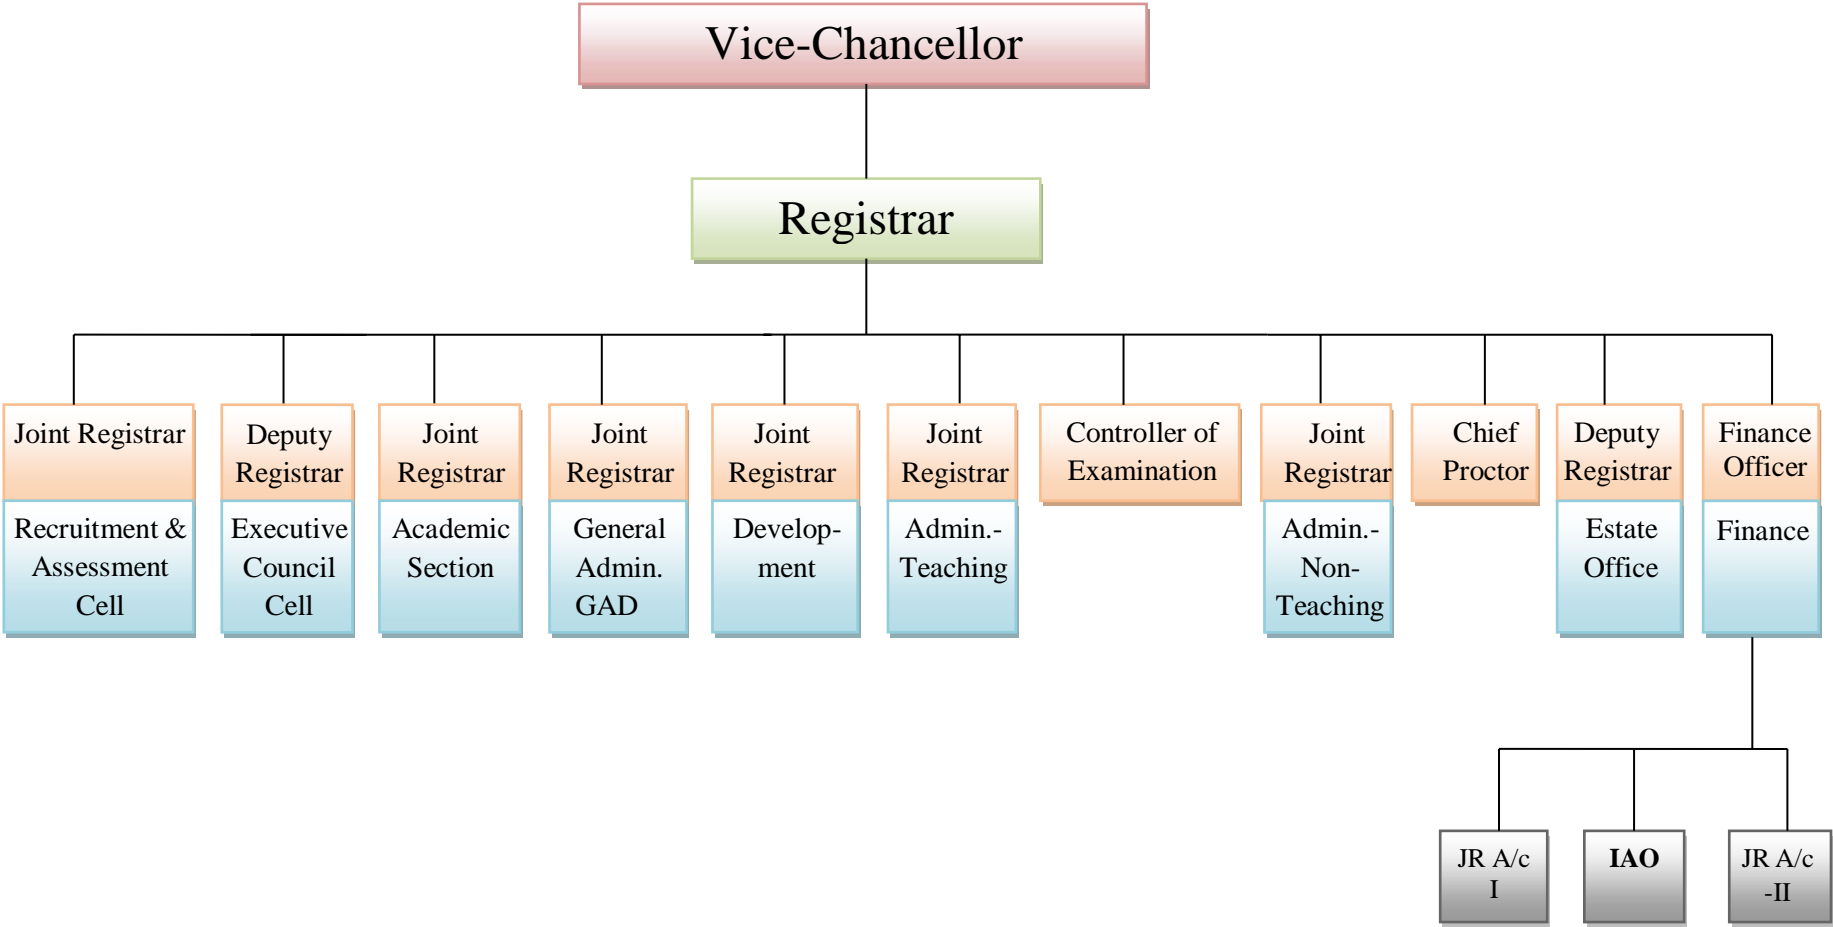 Vice-Chancellor
Registrar
Joint Registrar
Recruitment &
Assessment
Cell
Deputy
Registrar
Executive
Council
Cell
Joint
Registrar
Academic
Section
Joint
Registrar
General
Admin.
GAD
Joint
Registrar
Develop-
ment
Joint
Registrar
Admin.-
Teaching
Controller of
Examination
Joint
Registrar
Admin.-
Non-
Teaching
Chief
Proctor
Deputy
Registrar
Estate
Office
Finance
Officer
Finance
JR A/c
I
IAO
JR A/c
-II